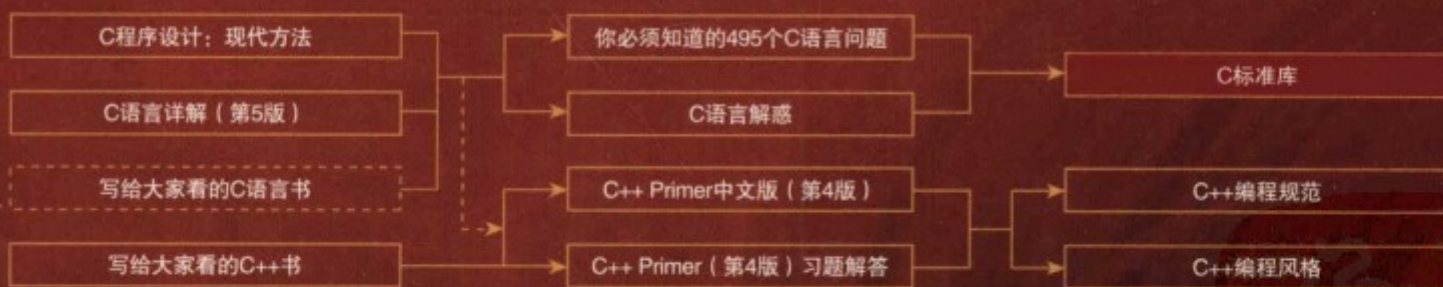 C程序设计：现代方法
你必须知道的495个C语言问题
C标准库
C语言详解（第5版）
C语言解惑
写给大家看的C语言书
C++ Primer中文版（第4版）
C++编程规范
写给大家看的C++书
C++ Primer（第4版）习题解答
C++编程风格